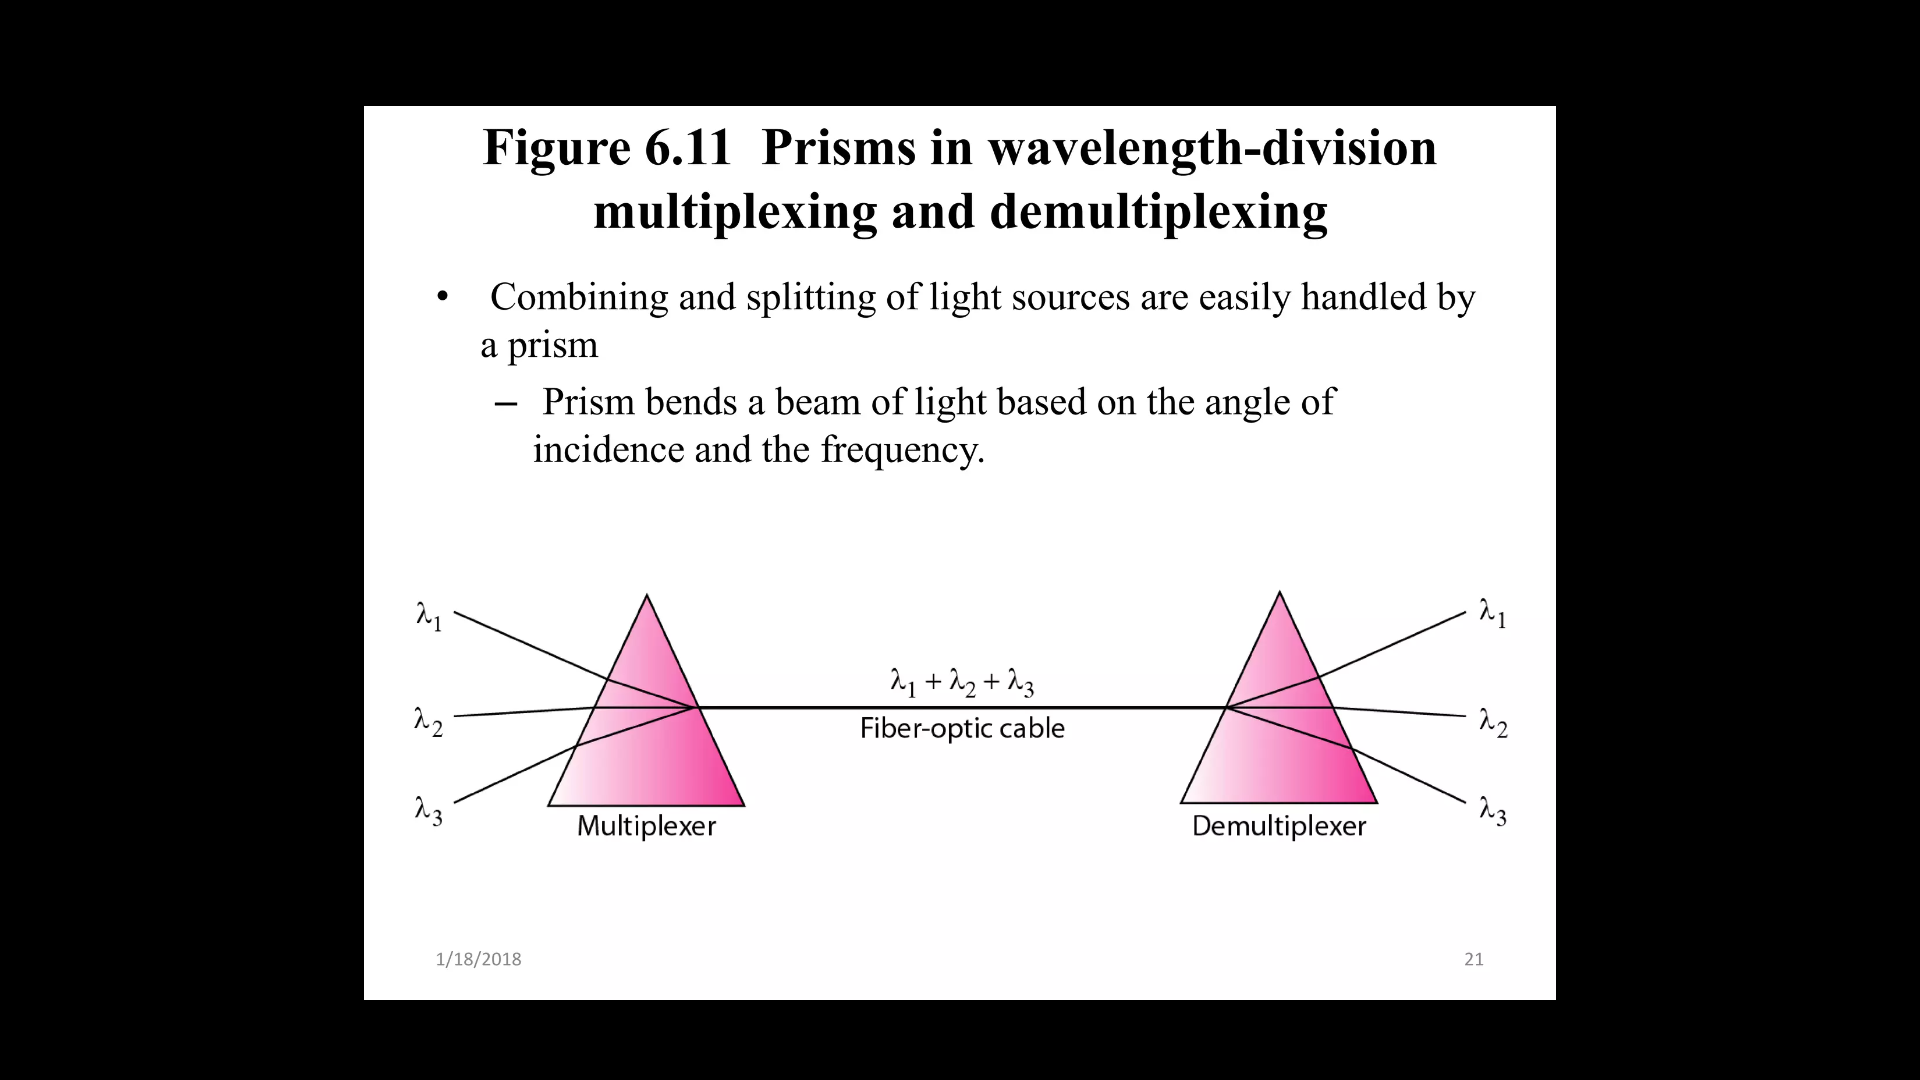 Figure 6.11  Prisms in wavelength-division
multiplexing and demultiplexing
•  Combining and splitting of light sources are easily handled by
a prism
–  Prism bends a beam of light based on the angle of
incidence and the frequency.
λ1
λ2
λ3
Multiplexer
λ1 + λ2 + λ3
Fiber-optic cable
λ1
λ2
λ3
Demultiplexer
1/18/2018
21